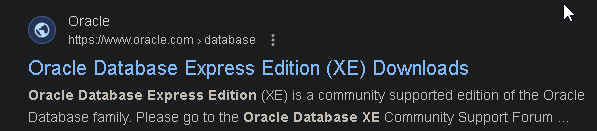 Oracle
https://www.oracle.com › database
Oracle Database Express Edition (XE) Downloads
Oracle Database Express Edition (XE) is a community supported edition of the Oracle
Database family. Please go to the Oracle Database XE Community Support Forum ...